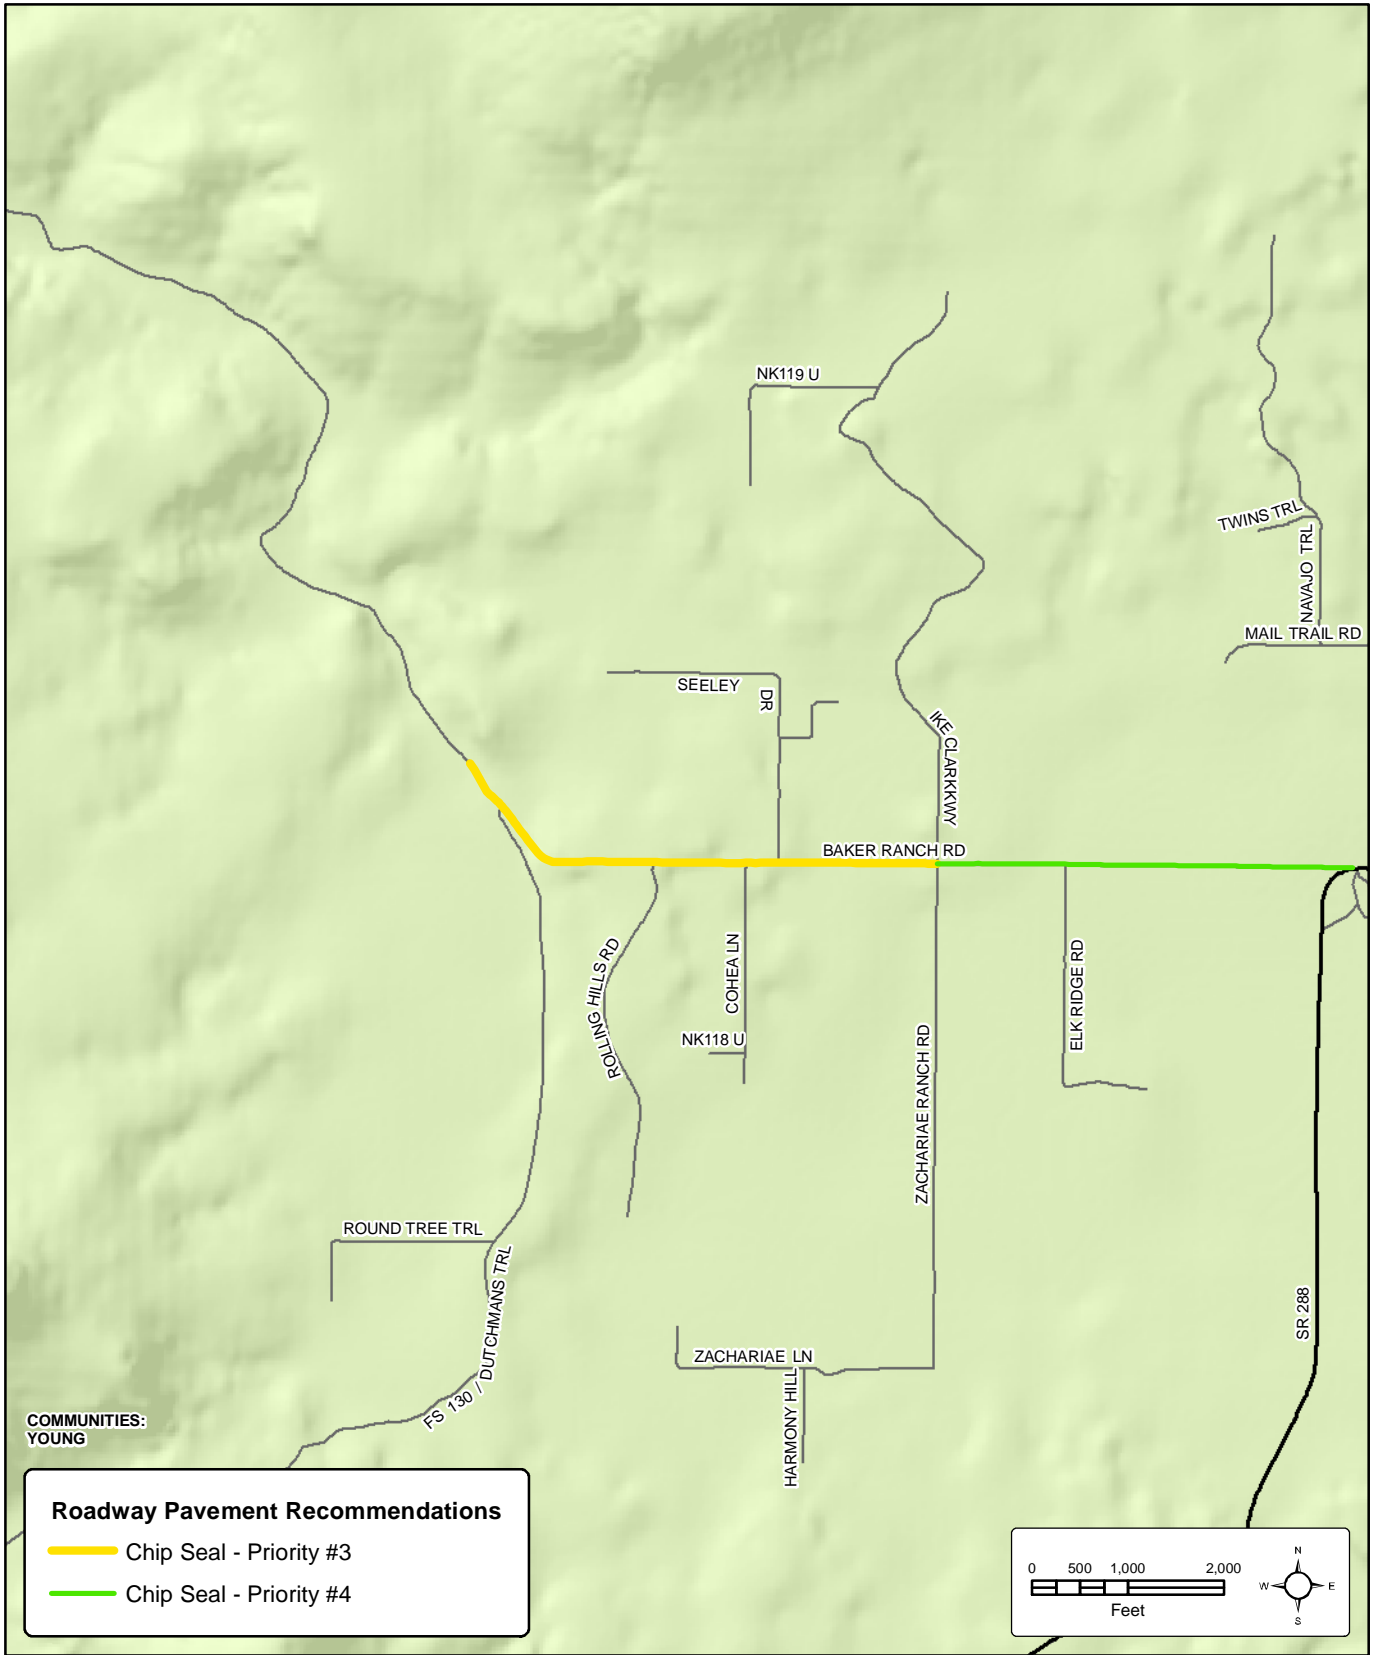 NK119 U
TWINS TRL
NAVAJO TRL
MAIL TRAIL RD
SEELEY
DR
IKE CLARKKWY
BAKER RANCH RD
ROLLING HILLS RD
COHEA LN
ELK RIDGE RD
NK118 U
ZACHARIAE RANCH RD
ROUND TREE TRL
FS 130 / DUTCHMANS TRL
SR 288
ZACHARIAE LN
HARMONY HILL
COMMUNITIES:
YOUNG
Roadway Pavement Recommendations
Chip Seal - Priority #3
Chip Seal - Priority #4
0 500 1,000 2,000
Feet
N
W E
S